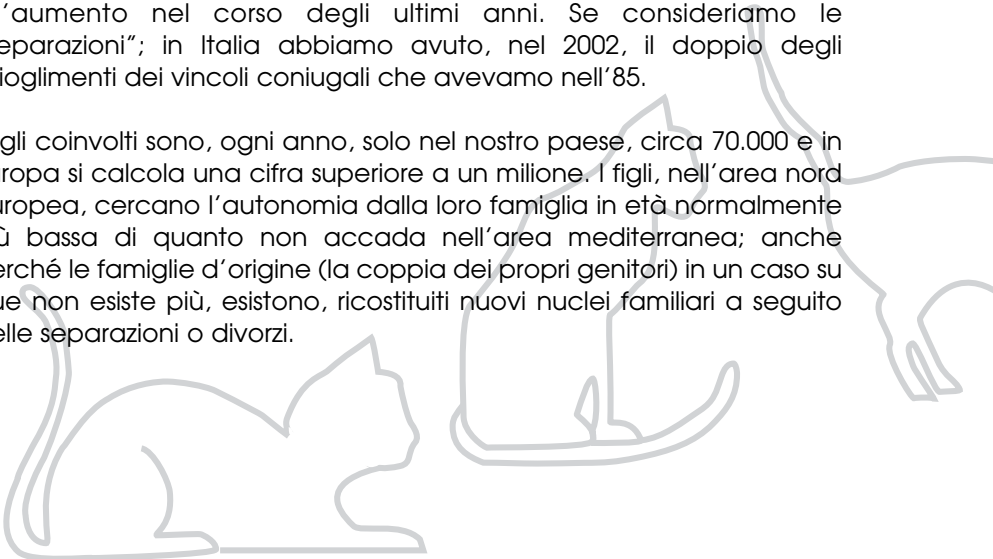 'aumento nel corso degli ultimi anni. Se consideriamo le
eparazioni"; in Italia abbiamo avuto, nel 2002, il doppio degli
ioglimenti dei vincoli coniugali che avevamo nell'85.
gli coinvolti sono, ogni anno, solo nel nostro paese, circa 70.000 e in
ropa si calcola una cifra superiore a un milione. I figli, nell'area nord
uropea, cercano l'autonomia dalla loro famiglia in età normalmente
ù bassa di quanto non accada nell'area mediterranea; anche
erché le famiglie d'origine (la coppia dei propri genitori) in un caso su
ue non esiste più, esistono, ricostituiti nuovi nuclei familiari a seguito
elle separazioni o divorzi.